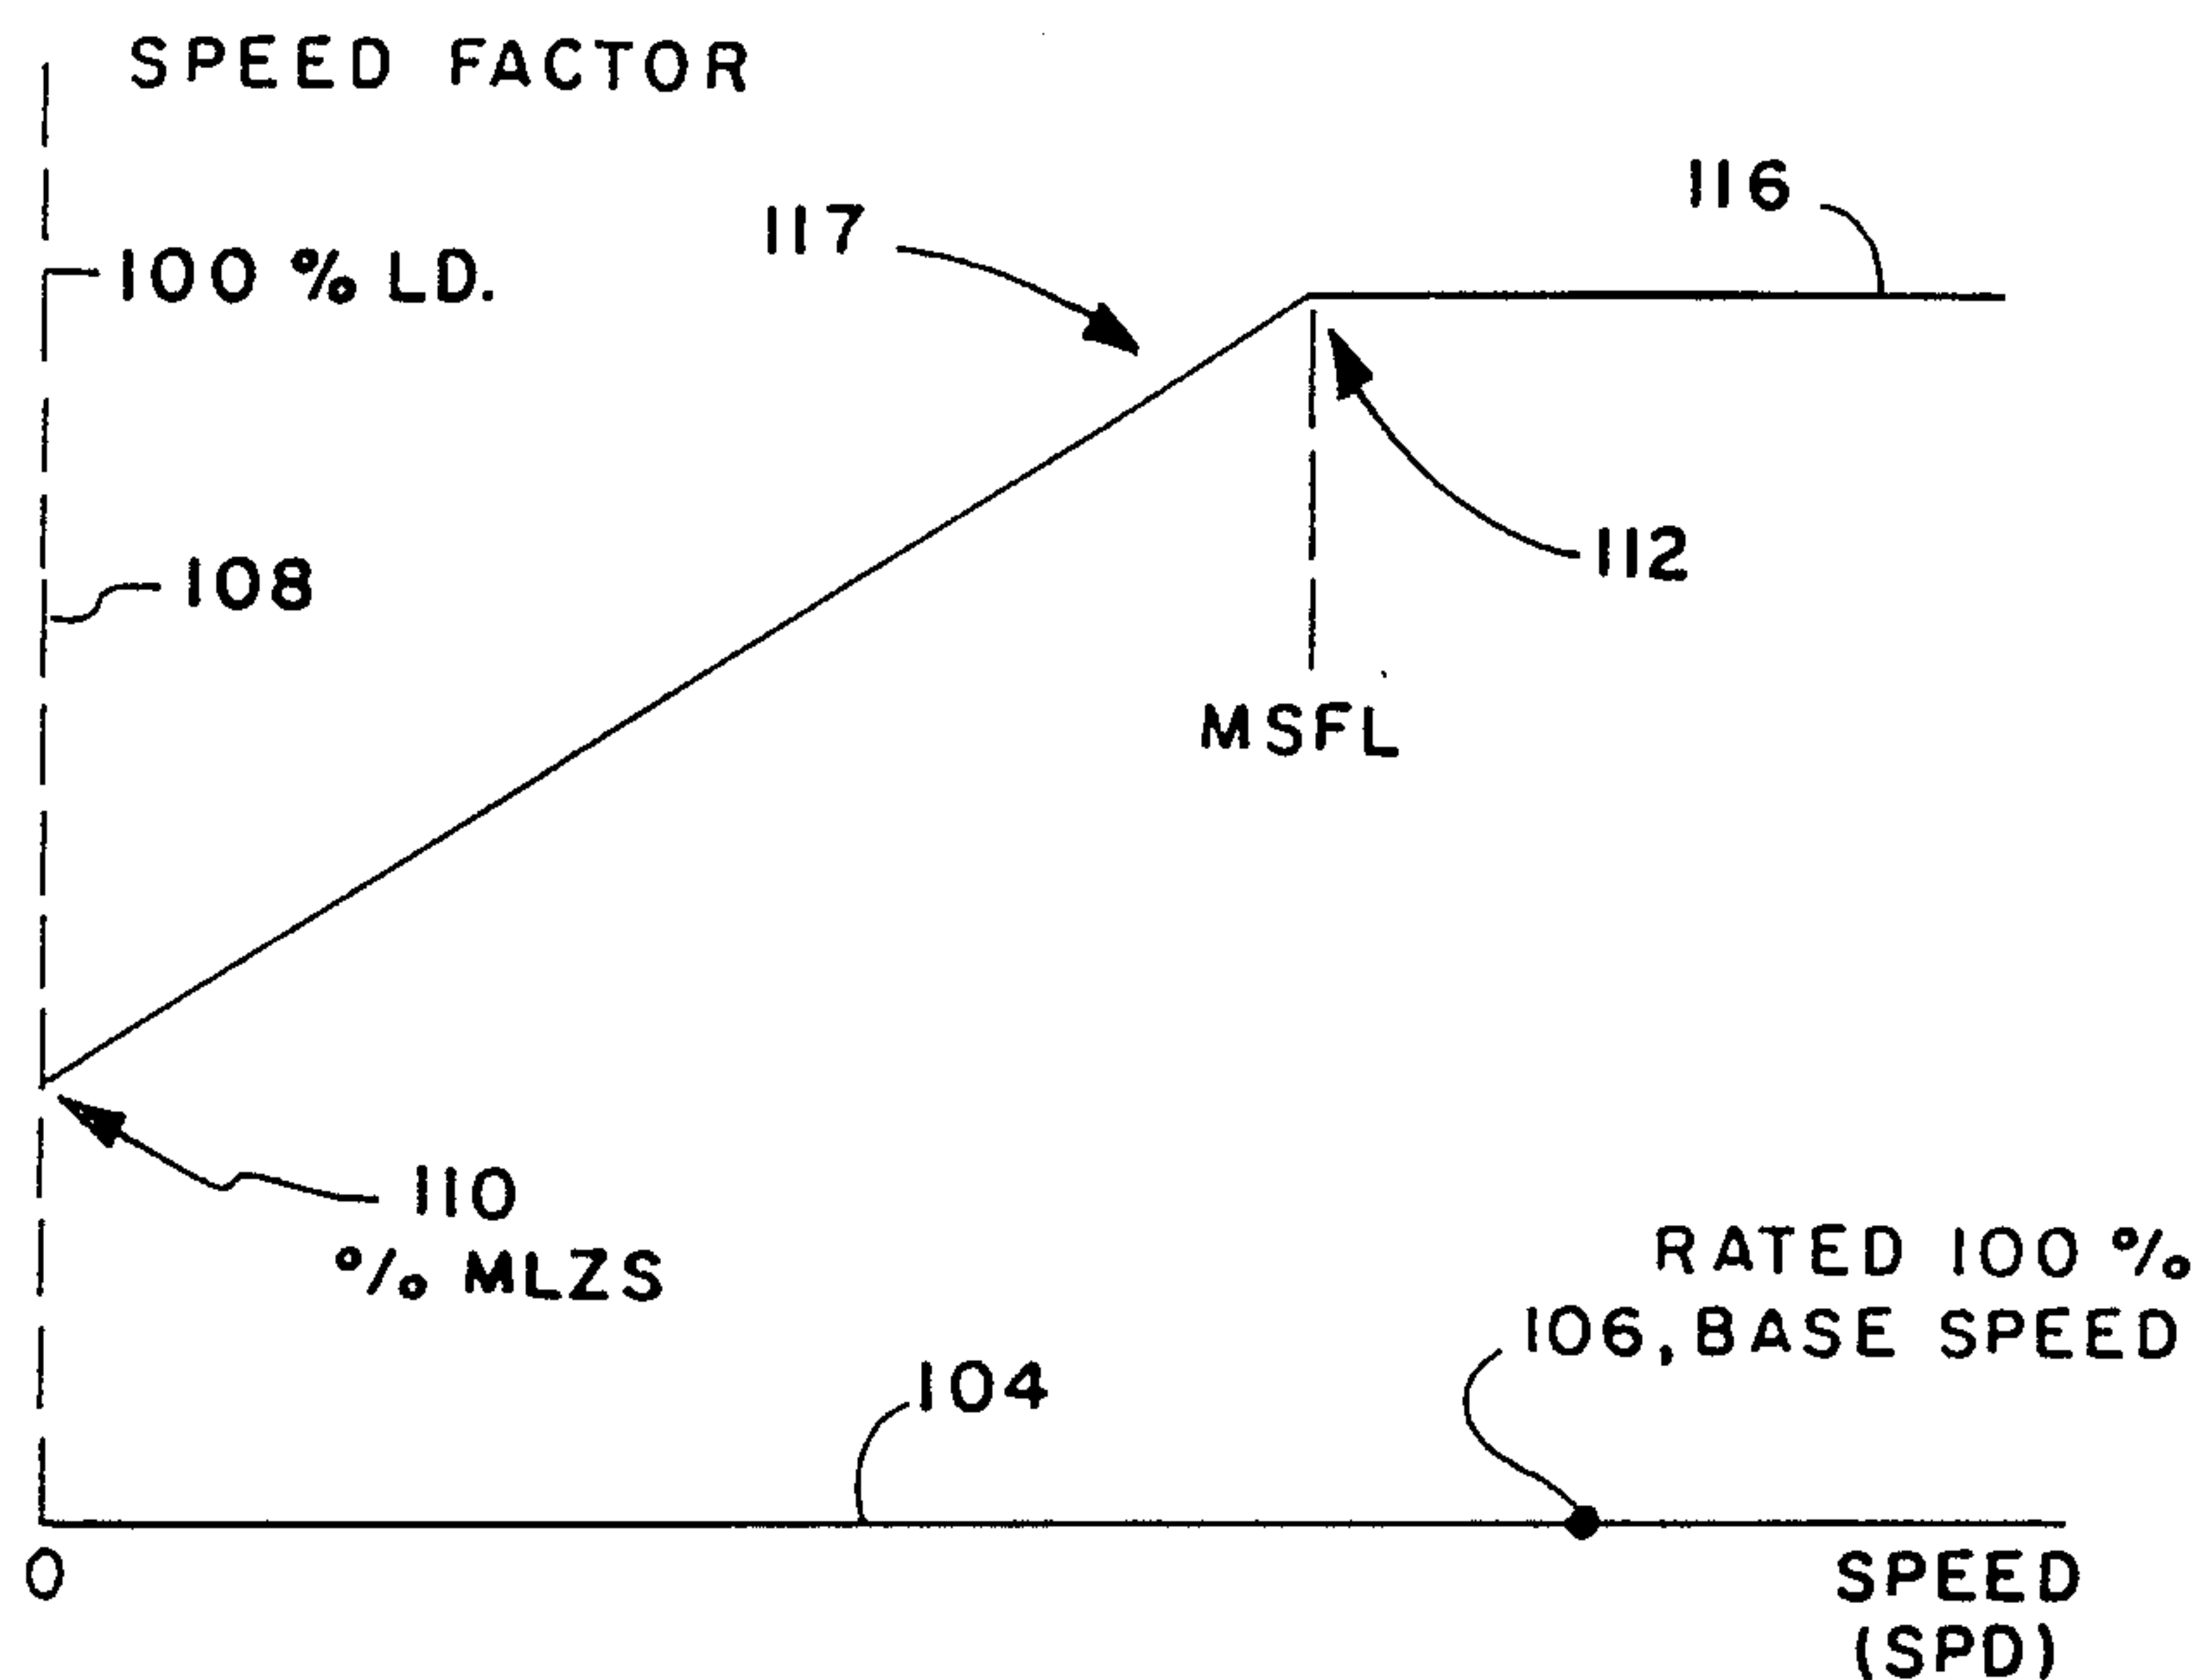 SPEED FACTOR
116
117
100 % LD.
112
108
MSFL
110
% MLZS
RATED 100 %
106, BASE SPEED
104
0
SPEED
(SPD)